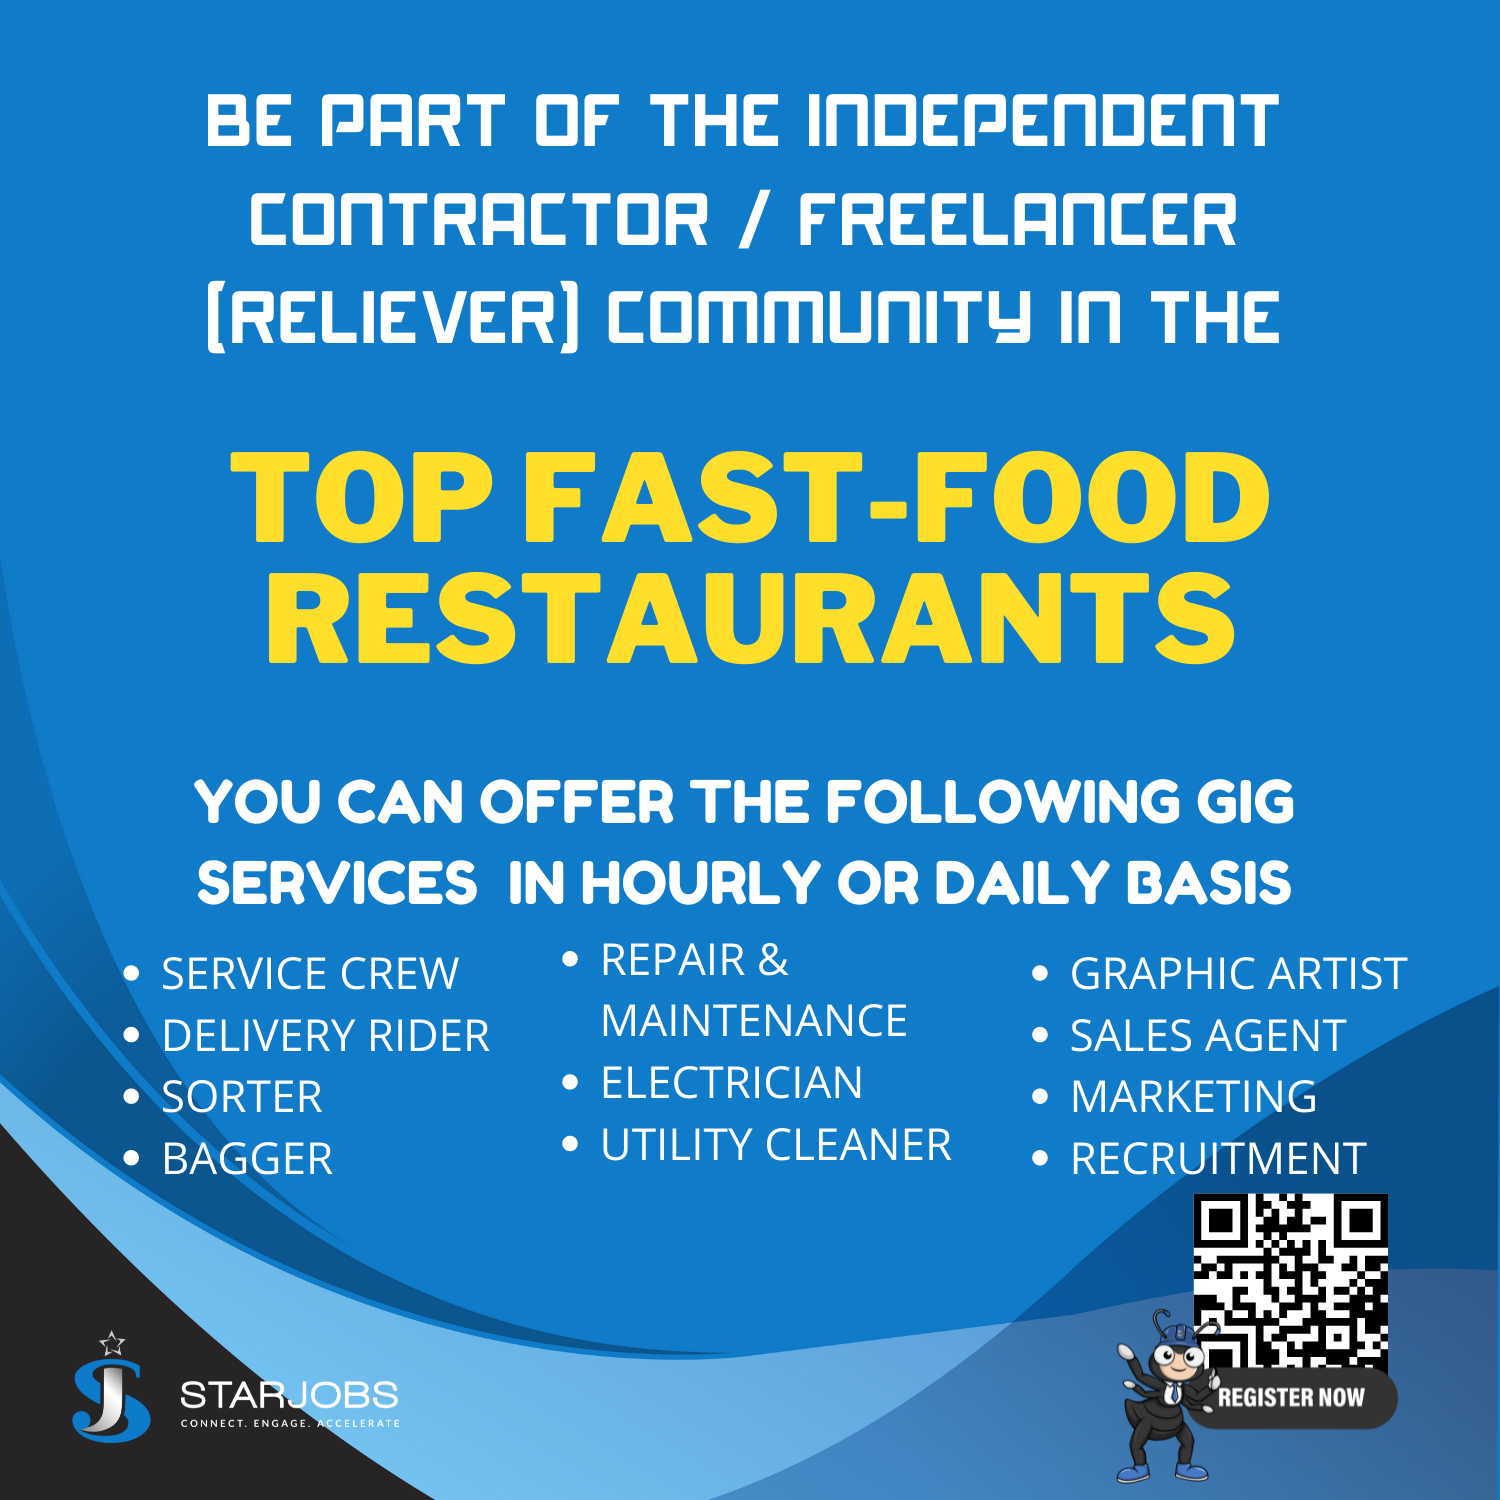 BE PART OF THE INDEPENDENT
CONTRACTOR / FREELANCER
(RELIEVER) COMMUNITY IN THE
TOP FAST-FOOD
RESTAURANTS
YOU CAN OFFER THE FOLLOWING GIG
SERVICES IN HOURLY OR DAILY BASIS
• SERVICE CREW
• DELIVERY RIDER
• SORTER
• BAGGER
• REPAIR &
MAINTENANCE
• ELECTRICIAN
• UTILITY CLEANER
• GRAPHIC ARTIST
• SALES AGENT
• MARKETING
• RECRUITMENT
SJ
STARJOBS
CONNECT. ENGAGE. ACCELERATE
REGISTER NOW